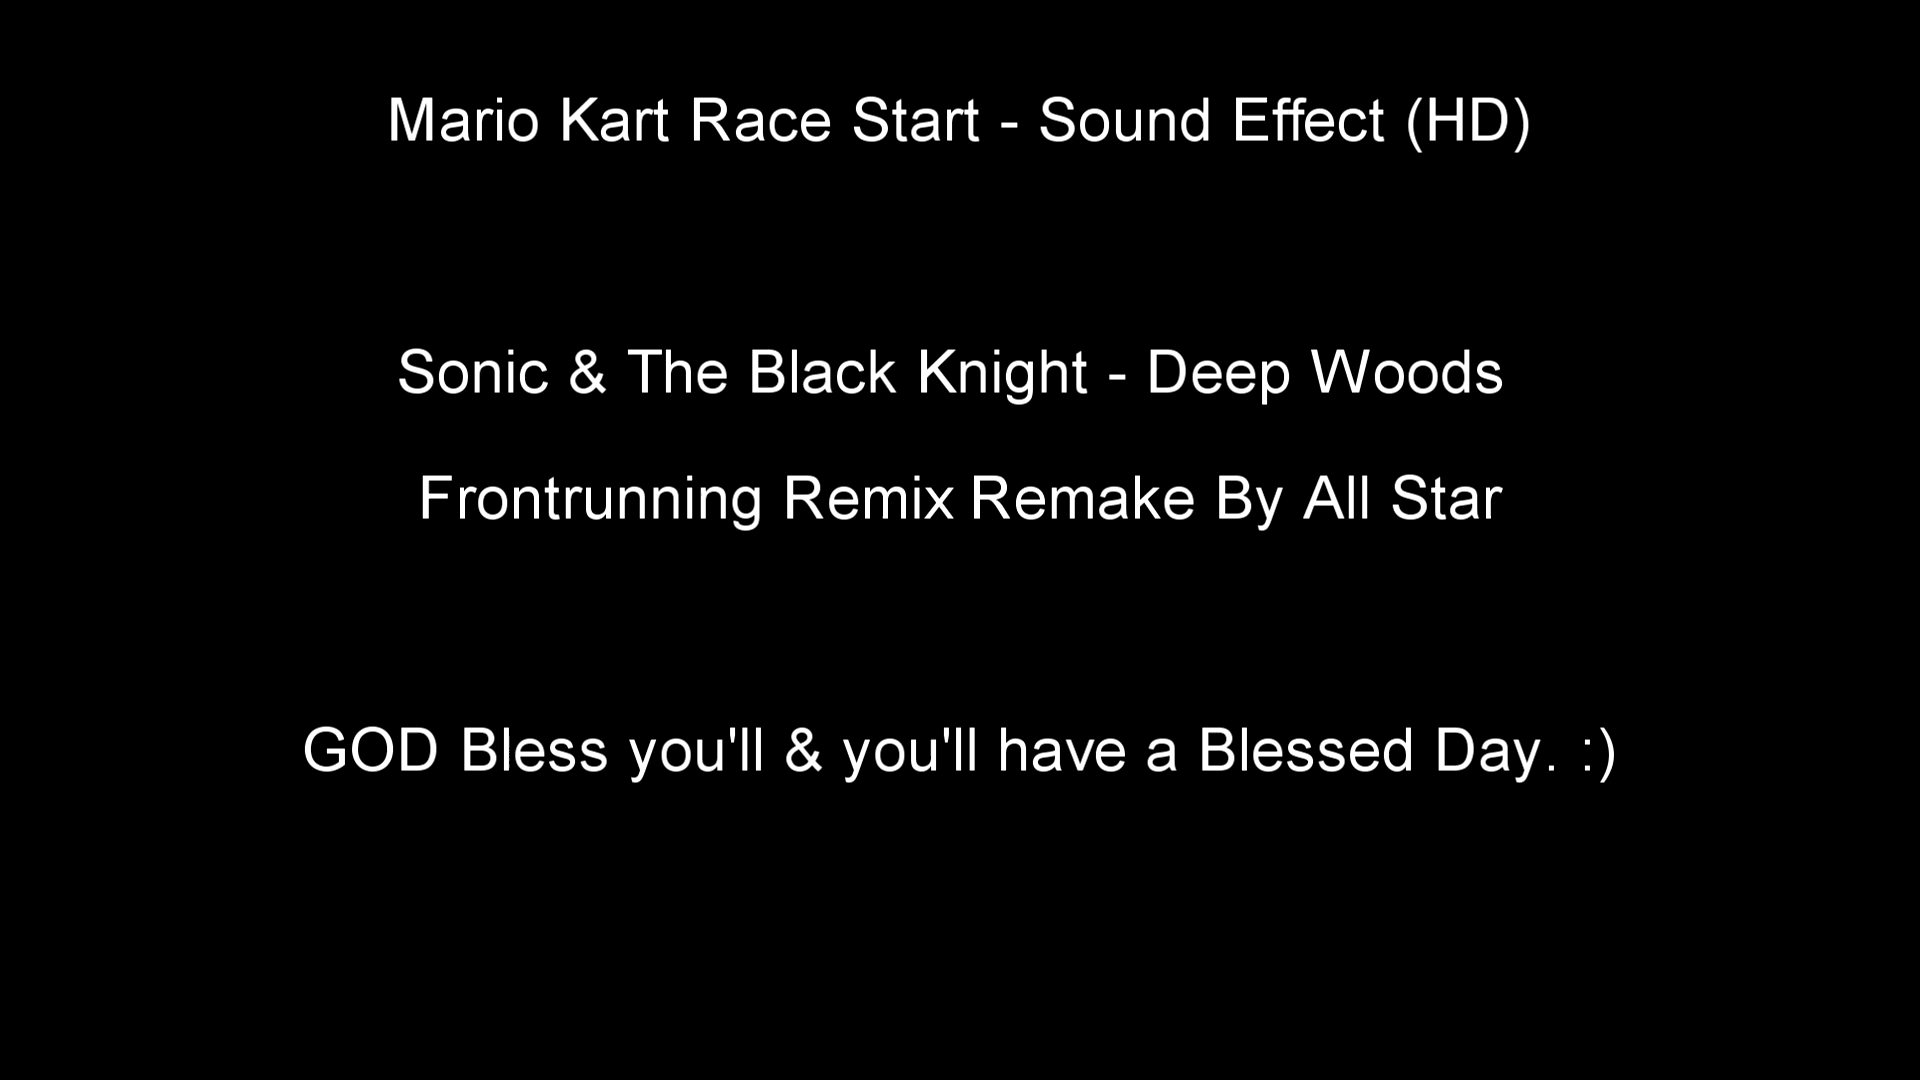 Mario Kart Race Start - Sound Effect (HD)
Sonic & The Black Knight - Deep Woods
Frontrunning Remix Remake By All Star
GOD Bless you'll & you'll have a Blessed Day. :)